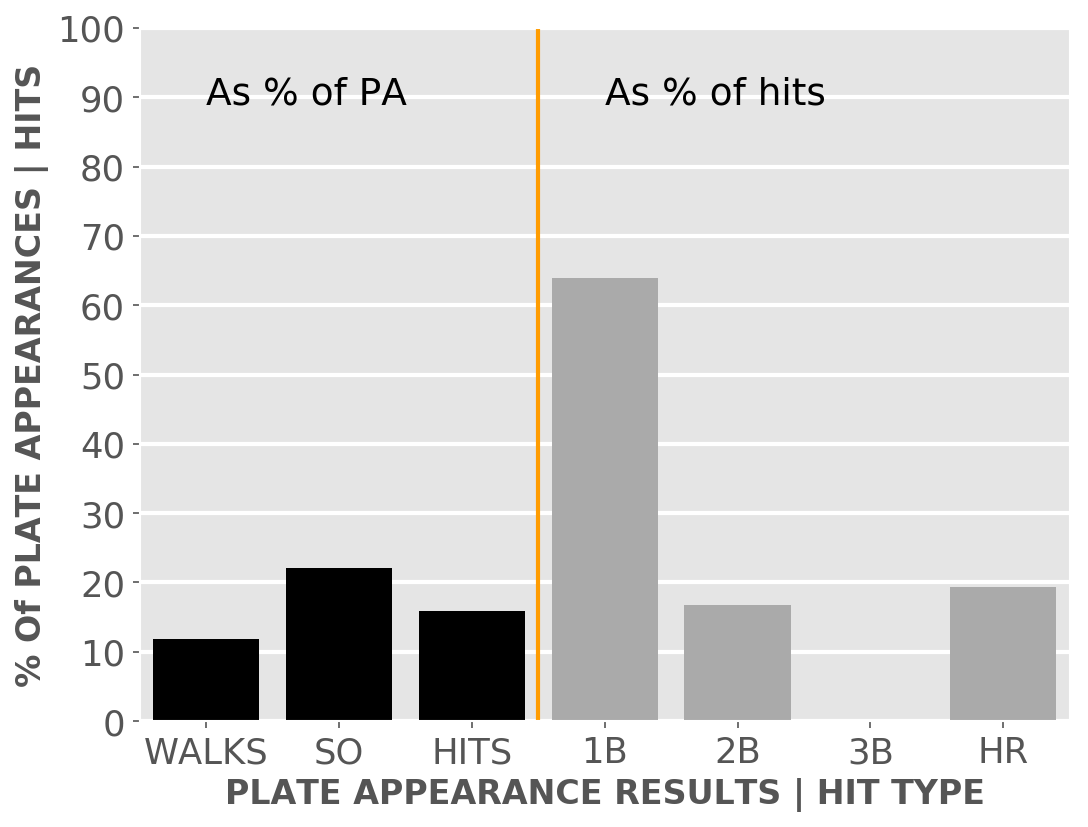 100
90
80
70
60
50
40
30
20
10
0
% Of PLATE APPEARANCES | HITS
As % of PA
As % of hits
WALKS SO HITS 1B 2B 3B HR
PLATE APPEARANCE RESULTS | HIT TYPE